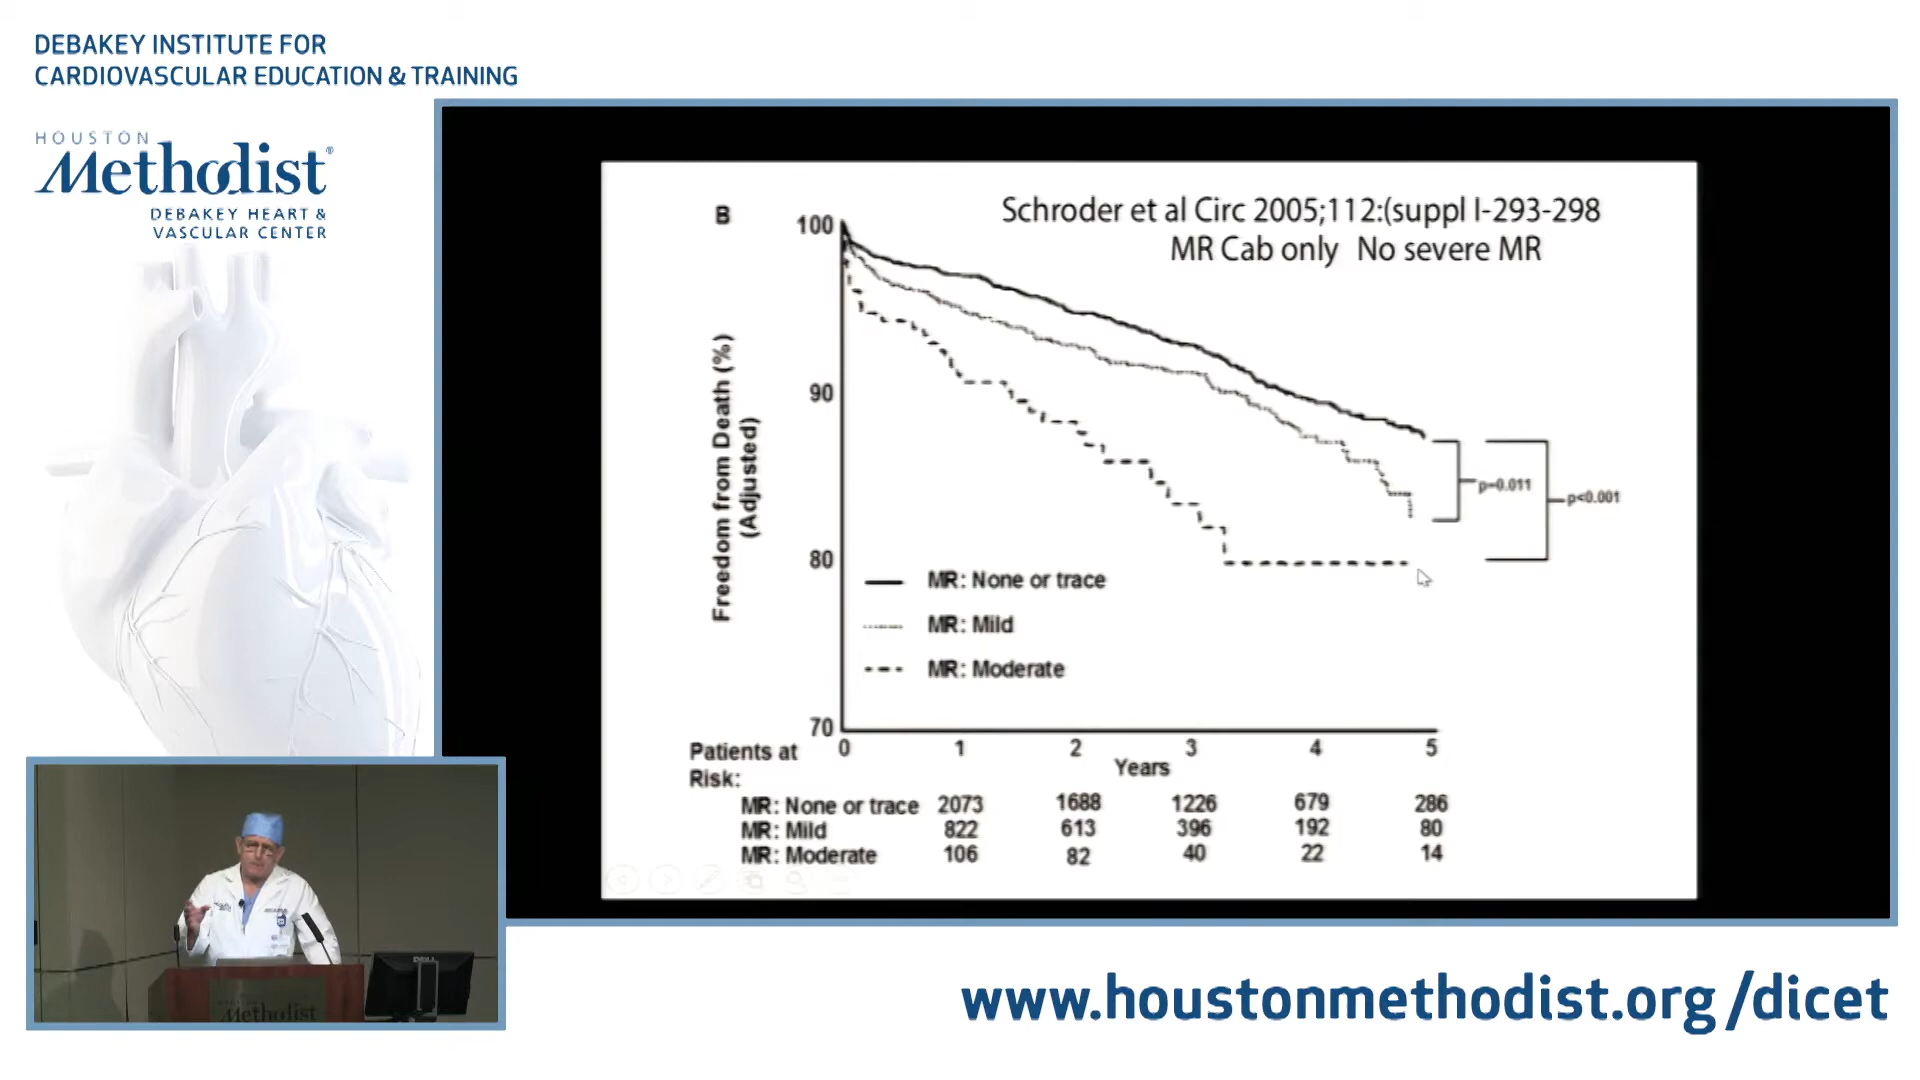 DEBAKEY INSTITUTE FOR
CARDIOVASCULAR EDUCATION & TRAINING
HOUSTON
Methodist®
DEBAKEY HEART &
VASCULAR CENTER
B
Schroder et al Circ 2005;112:(suppl I-293-298
MR Cab only No severe MR
100
90
80
70
Freedom from Death (%)
(Adjusted)
p=0.011
p<0.001
MR: None or trace
MR: Mild
MR: Moderate
0 1 2 3 4 5
Years
Patients at
Risk:
MR: None or trace 2073 1688 1226 679 286
MR: Mild 822 613 396 192 80
MR: Moderate 106 82 40 22 14
DELL
Methodist
www.houstonmethodist.org/dicet